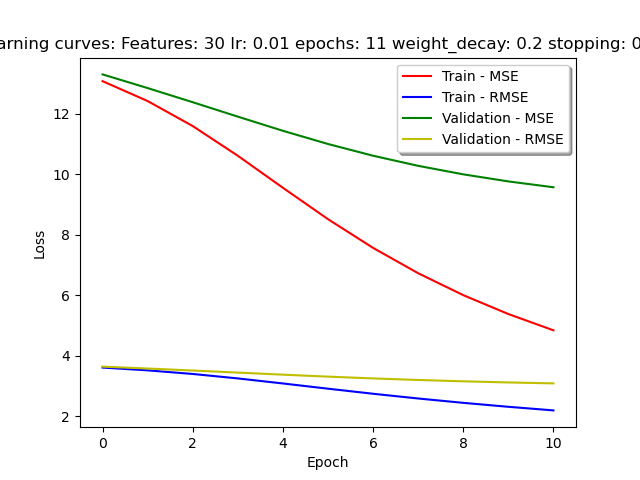 arning curves: Features: 30 lr: 0.01 epochs: 11 weight_decay: 0.2 stopping: 0
Train - MSE
Train - RMSE
Validation - MSE
Validation - RMSE
12
10
8
6
4
2
Loss
0 2 4 6 8 10
Epoch